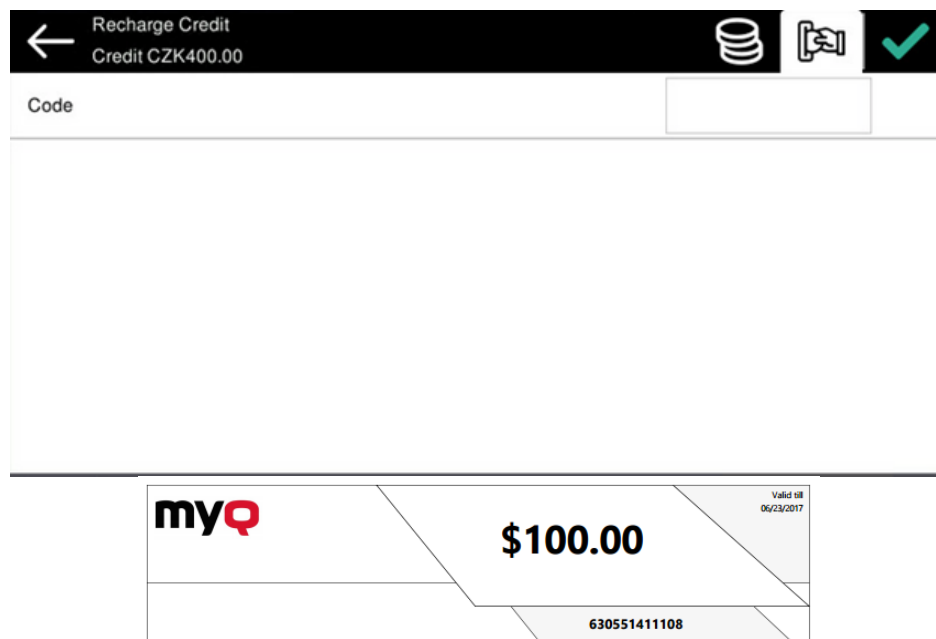 Recharge Credit
Credit CZK400.00
Code
myQ
Valid till
06/23/2017
$100.00
630551411108